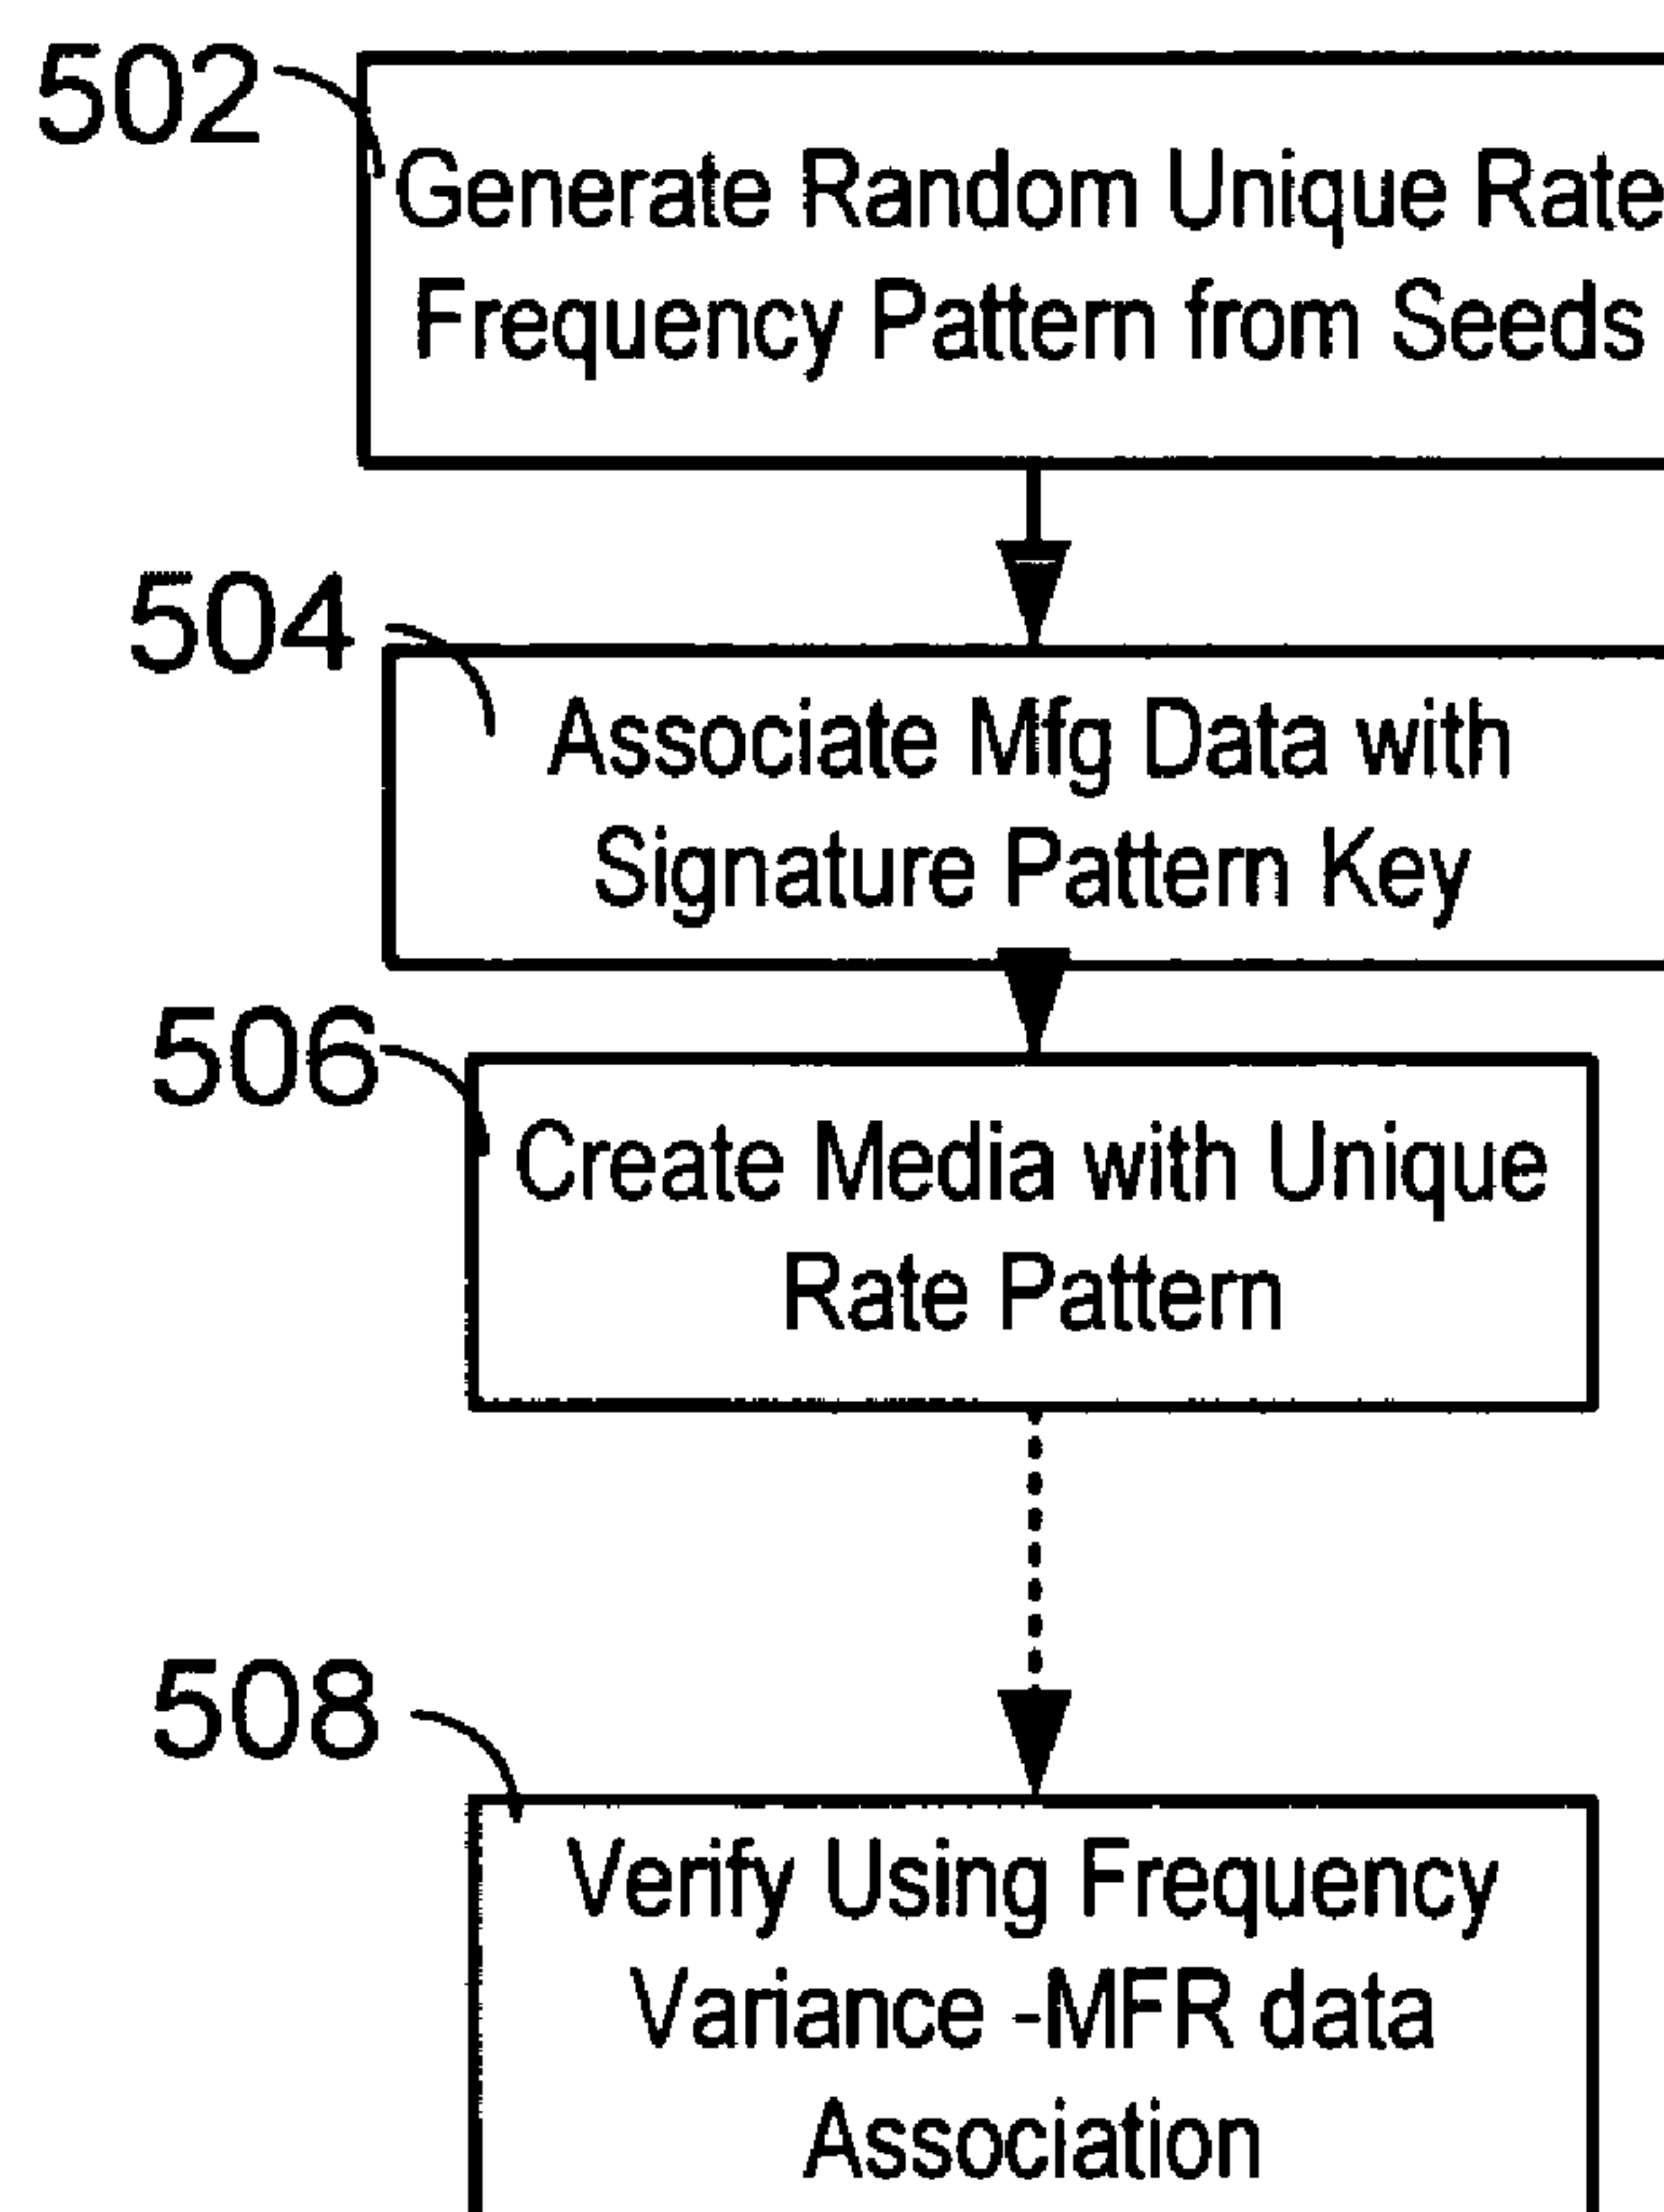 502
Generate Random Unique Rate
Frequency Pattern from Seeds
504
Associate Mfg Data with
Signature Pattern Key
506
Create Media with Unique
Rate Pattern
508
Verify Using Frequency
Variance -MFR data
Association